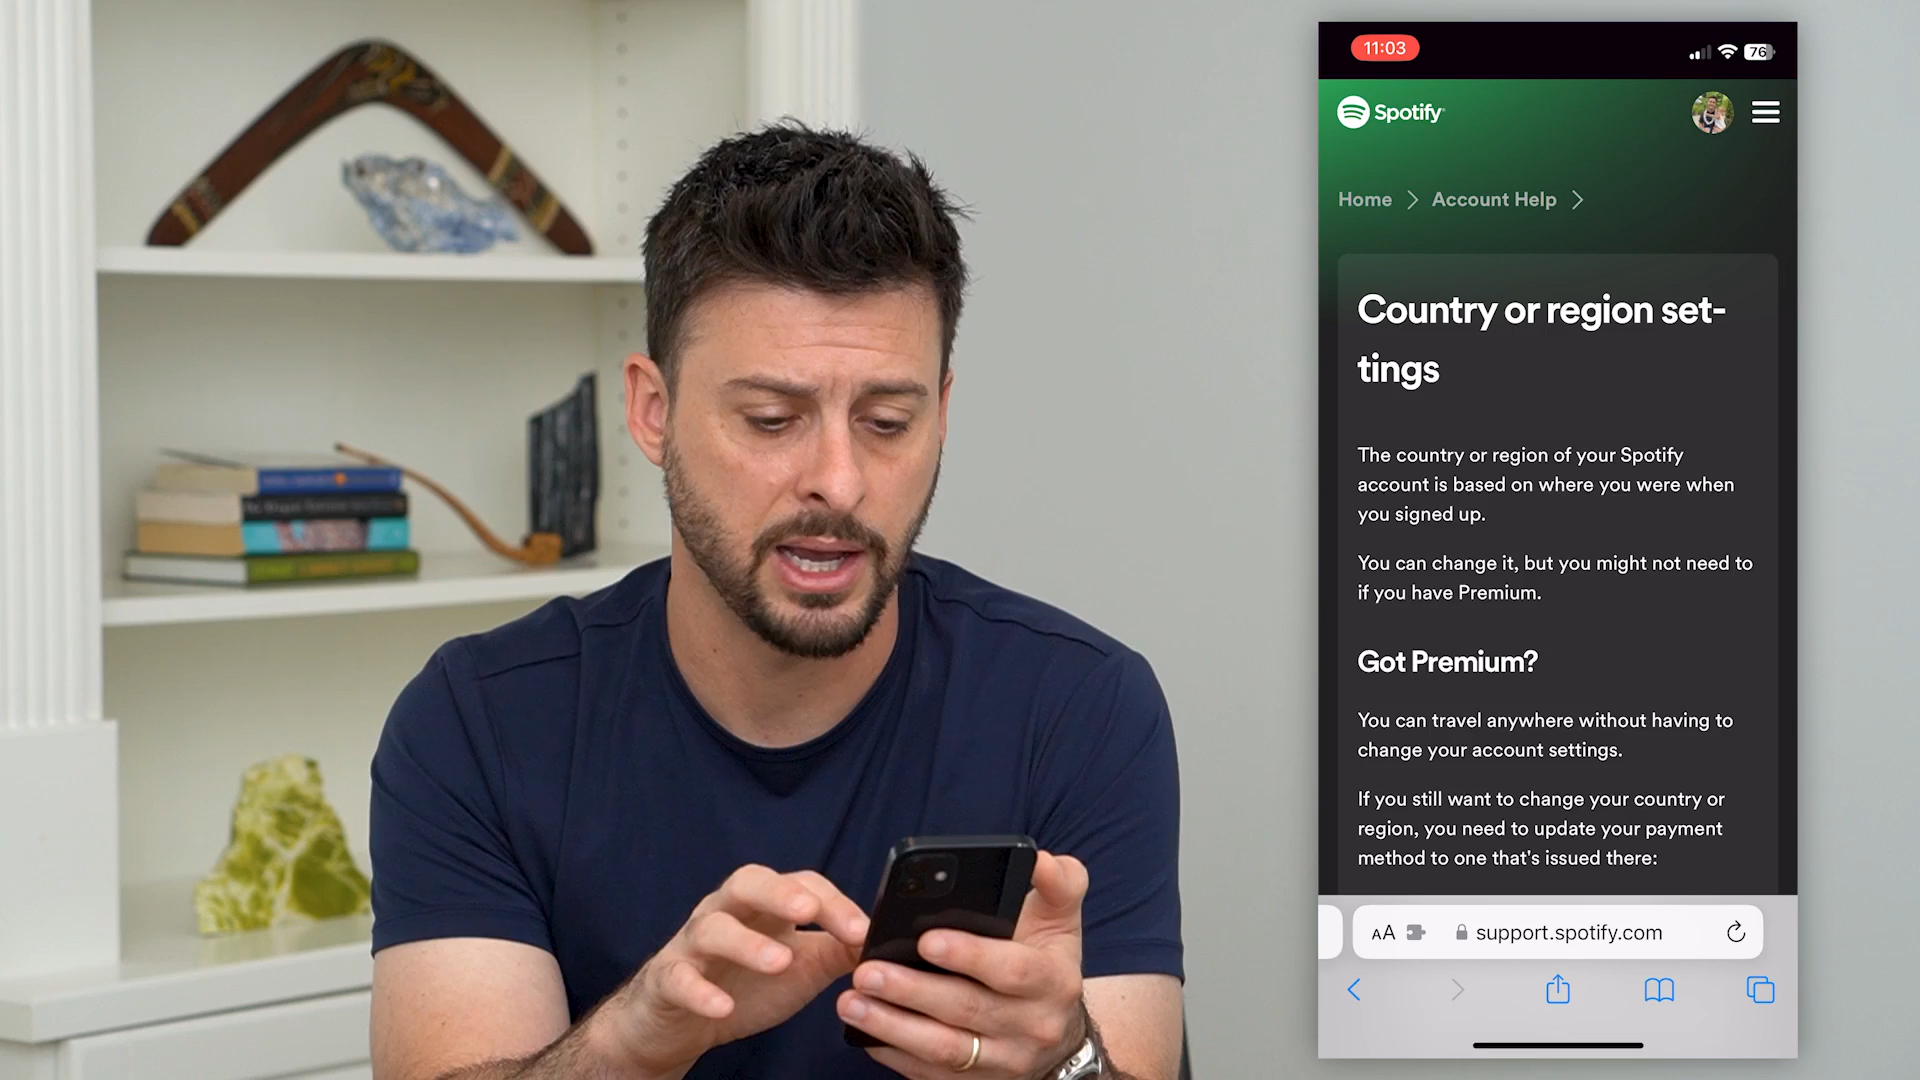 11:03
76
Spotify
Home > Account Help >
Country or region set-
tings
The country or region of your Spotify
account is based on where you were when
you signed up.
You can change it, but you might not need to
if you have Premium.
Got Premium?
You can travel anywhere without having to
change your account settings.
If you still want to change your country or
region, you need to update your payment
method to one that's issued there:
AA support.spotify.com